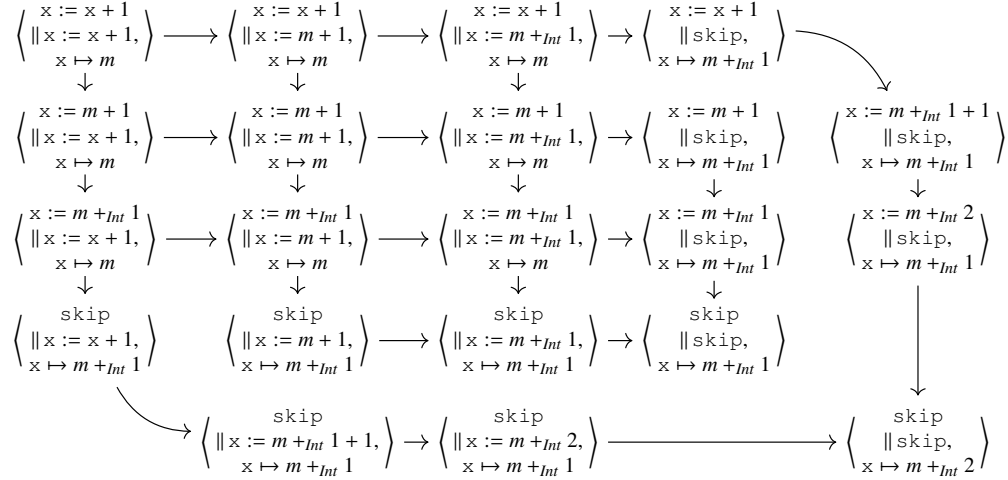 x := x + 1
‖ x := x + 1,
x ↦ m
x := x + 1
‖ x := m + 1,
x ↦ m
x := x + 1
‖ x := m +Int 1,
x ↦ m
x := x + 1
‖ skip,
x ↦ m +Int 1
x := m + 1
‖ x := x + 1,
x ↦ m
x := m + 1
‖ x := m + 1,
x ↦ m
x := m + 1
‖ x := m +Int 1,
x ↦ m
x := m + 1
‖ skip,
x ↦ m +Int 1
x := m +Int 1 + 1
‖ skip,
x ↦ m +Int 1
x := m +Int 1
‖ x := x + 1,
x ↦ m
x := m +Int 1
‖ x := m + 1,
x ↦ m
x := m +Int 1
‖ x := m +Int 1,
x ↦ m
x := m +Int 1
‖ skip,
x ↦ m +Int 1
x := m +Int 2
‖ skip,
x ↦ m +Int 1
skip
‖ x := x + 1,
x ↦ m +Int 1
skip
‖ x := m + 1,
x ↦ m +Int 1
skip
‖ x := m +Int 1,
x ↦ m +Int 1
skip
‖ skip,
x ↦ m +Int 1
skip
‖ x := m +Int 1 + 1,
x ↦ m +Int 1
skip
‖ x := m +Int 2,
x ↦ m +Int 1
skip
‖ skip,
x ↦ m +Int 2